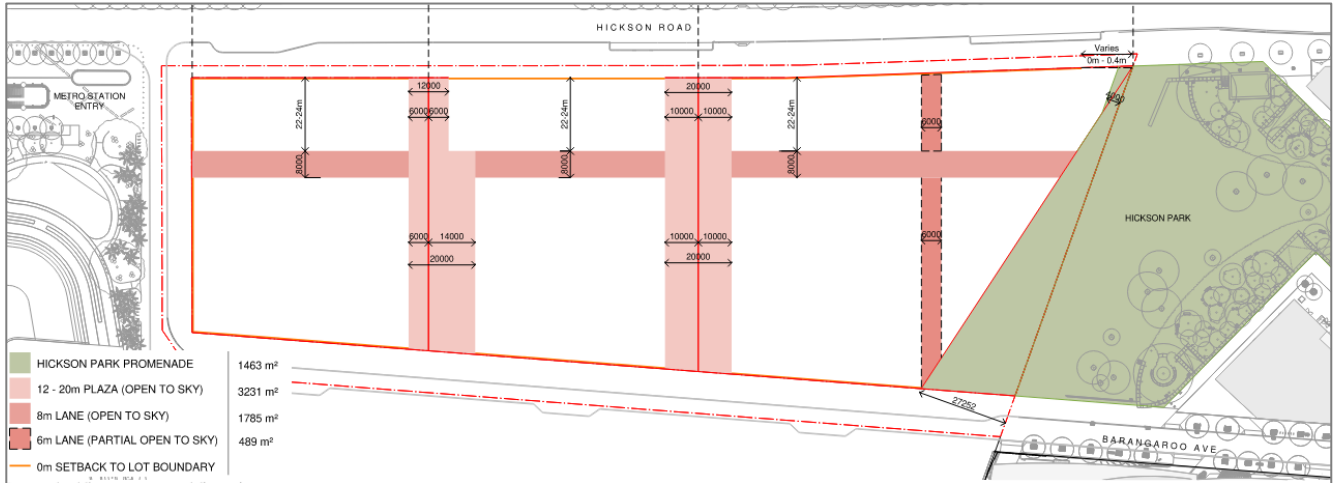 HICKSON ROAD
Varies
0m - 0.4m
METRO STATION
ENTRY
12000
20000
4000
6000 6000
10000 10000
6000
22-24m
22-24m
22-24m
8000
8000
8000
HICKSON PARK
6000 14000
10000 10000
6000
20000
20000
HICKSON PARK PROMENADE 1463 m²
12 - 20m PLAZA (OPEN TO SKY) 3231 m²
8m LANE (OPEN TO SKY) 1785 m²
6m LANE (PARTIAL OPEN TO SKY) 489 m²
0m SETBACK TO LOT BOUNDARY
27252
BARANGAROO AVE